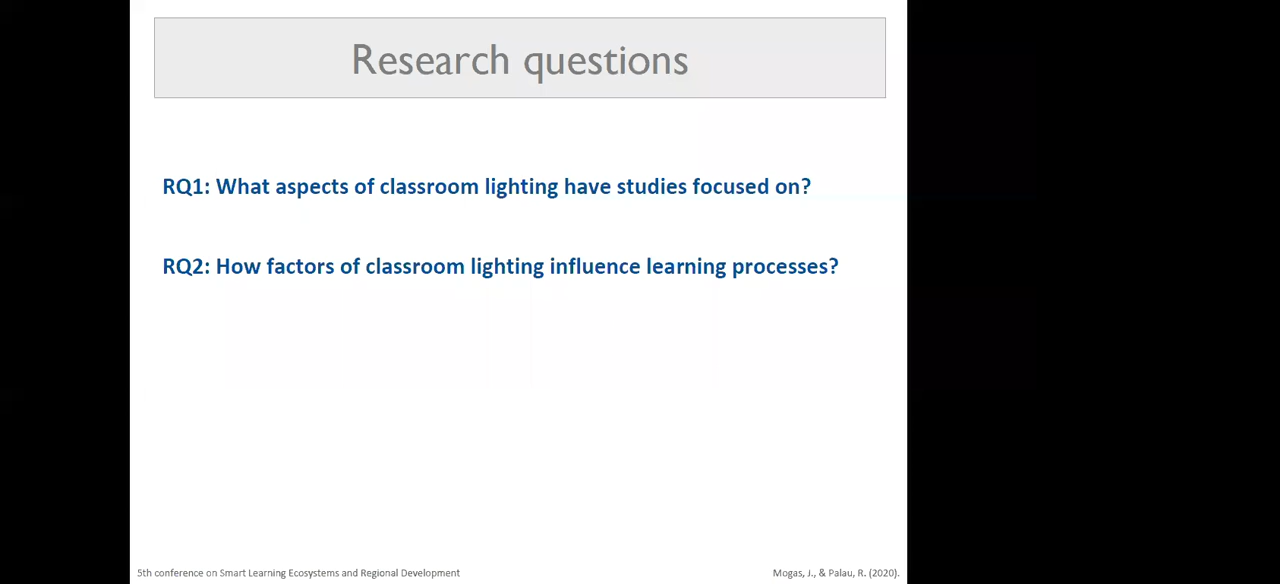 Research questions
RQ1: What aspects of classroom lighting have studies focused on?
RQ2: How factors of classroom lighting influence learning processes?
5th conference on Smart Learning Ecosystems and Regional Development
Mogas, J., & Palau, R. (2020).